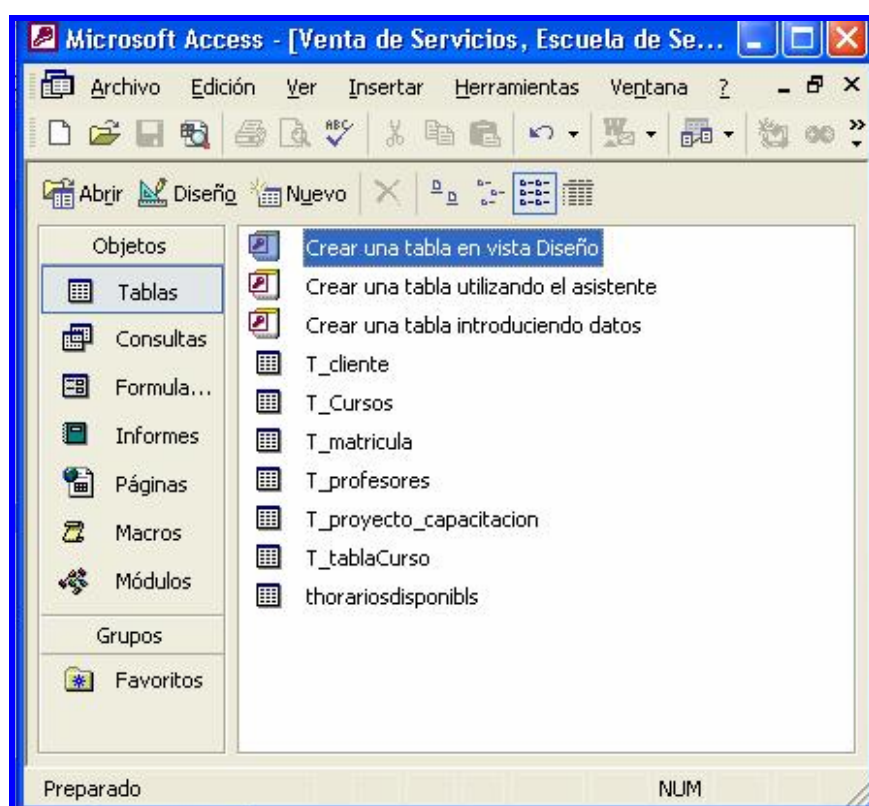 Microsoft Access - [Venta de Servicios, Escuela de Se...
Archivo Edición Ver Insertar Herramientas Ventana ?
ABC
Abrir Diseño Nuevo
Objetos
Tablas
Consultas
Formula...
Informes
Páginas
Macros
Módulos
Grupos
Favoritos
Crear una tabla en vista Diseño
Crear una tabla utilizando el asistente
Crear una tabla introduciendo datos
T_cliente
T_Cursos
T_matricula
T_profesores
T_proyecto_capacitacion
T_tablaCurso
thorariosdisponibls
Preparado NUM